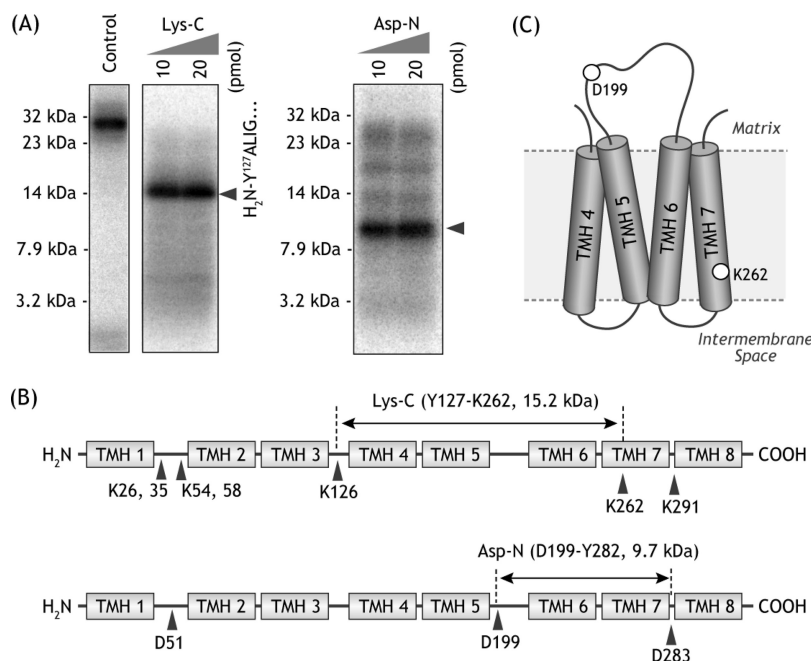 (A)
Control
Lys-C
10
20
(pmol)
32 kDa -
23 kDa -
14 kDa -
7.9 kDa -
3.2 kDa -
H₂N-Y¹²⁷ALIG...
Asp-N
10
20
(pmol)
32 kDa -
23 kDa -
14 kDa -
7.9 kDa -
3.2 kDa -
(C)
D199
Matrix
TMH 4
TMH 5
TMH 6
TMH 7
K262
Intermembrane
Space
(B)
Lys-C (Y127-K262, 15.2 kDa)
H₂N TMH 1 TMH 2 TMH 3 TMH 4 TMH 5 TMH 6 TMH 7 TMH 8 COOH
K26, 35 K54, 58 K126 K262 K291
Asp-N (D199-Y282, 9.7 kDa)
H₂N TMH 1 TMH 2 TMH 3 TMH 4 TMH 5 TMH 6 TMH 7 TMH 8 COOH
D51 D199 D283